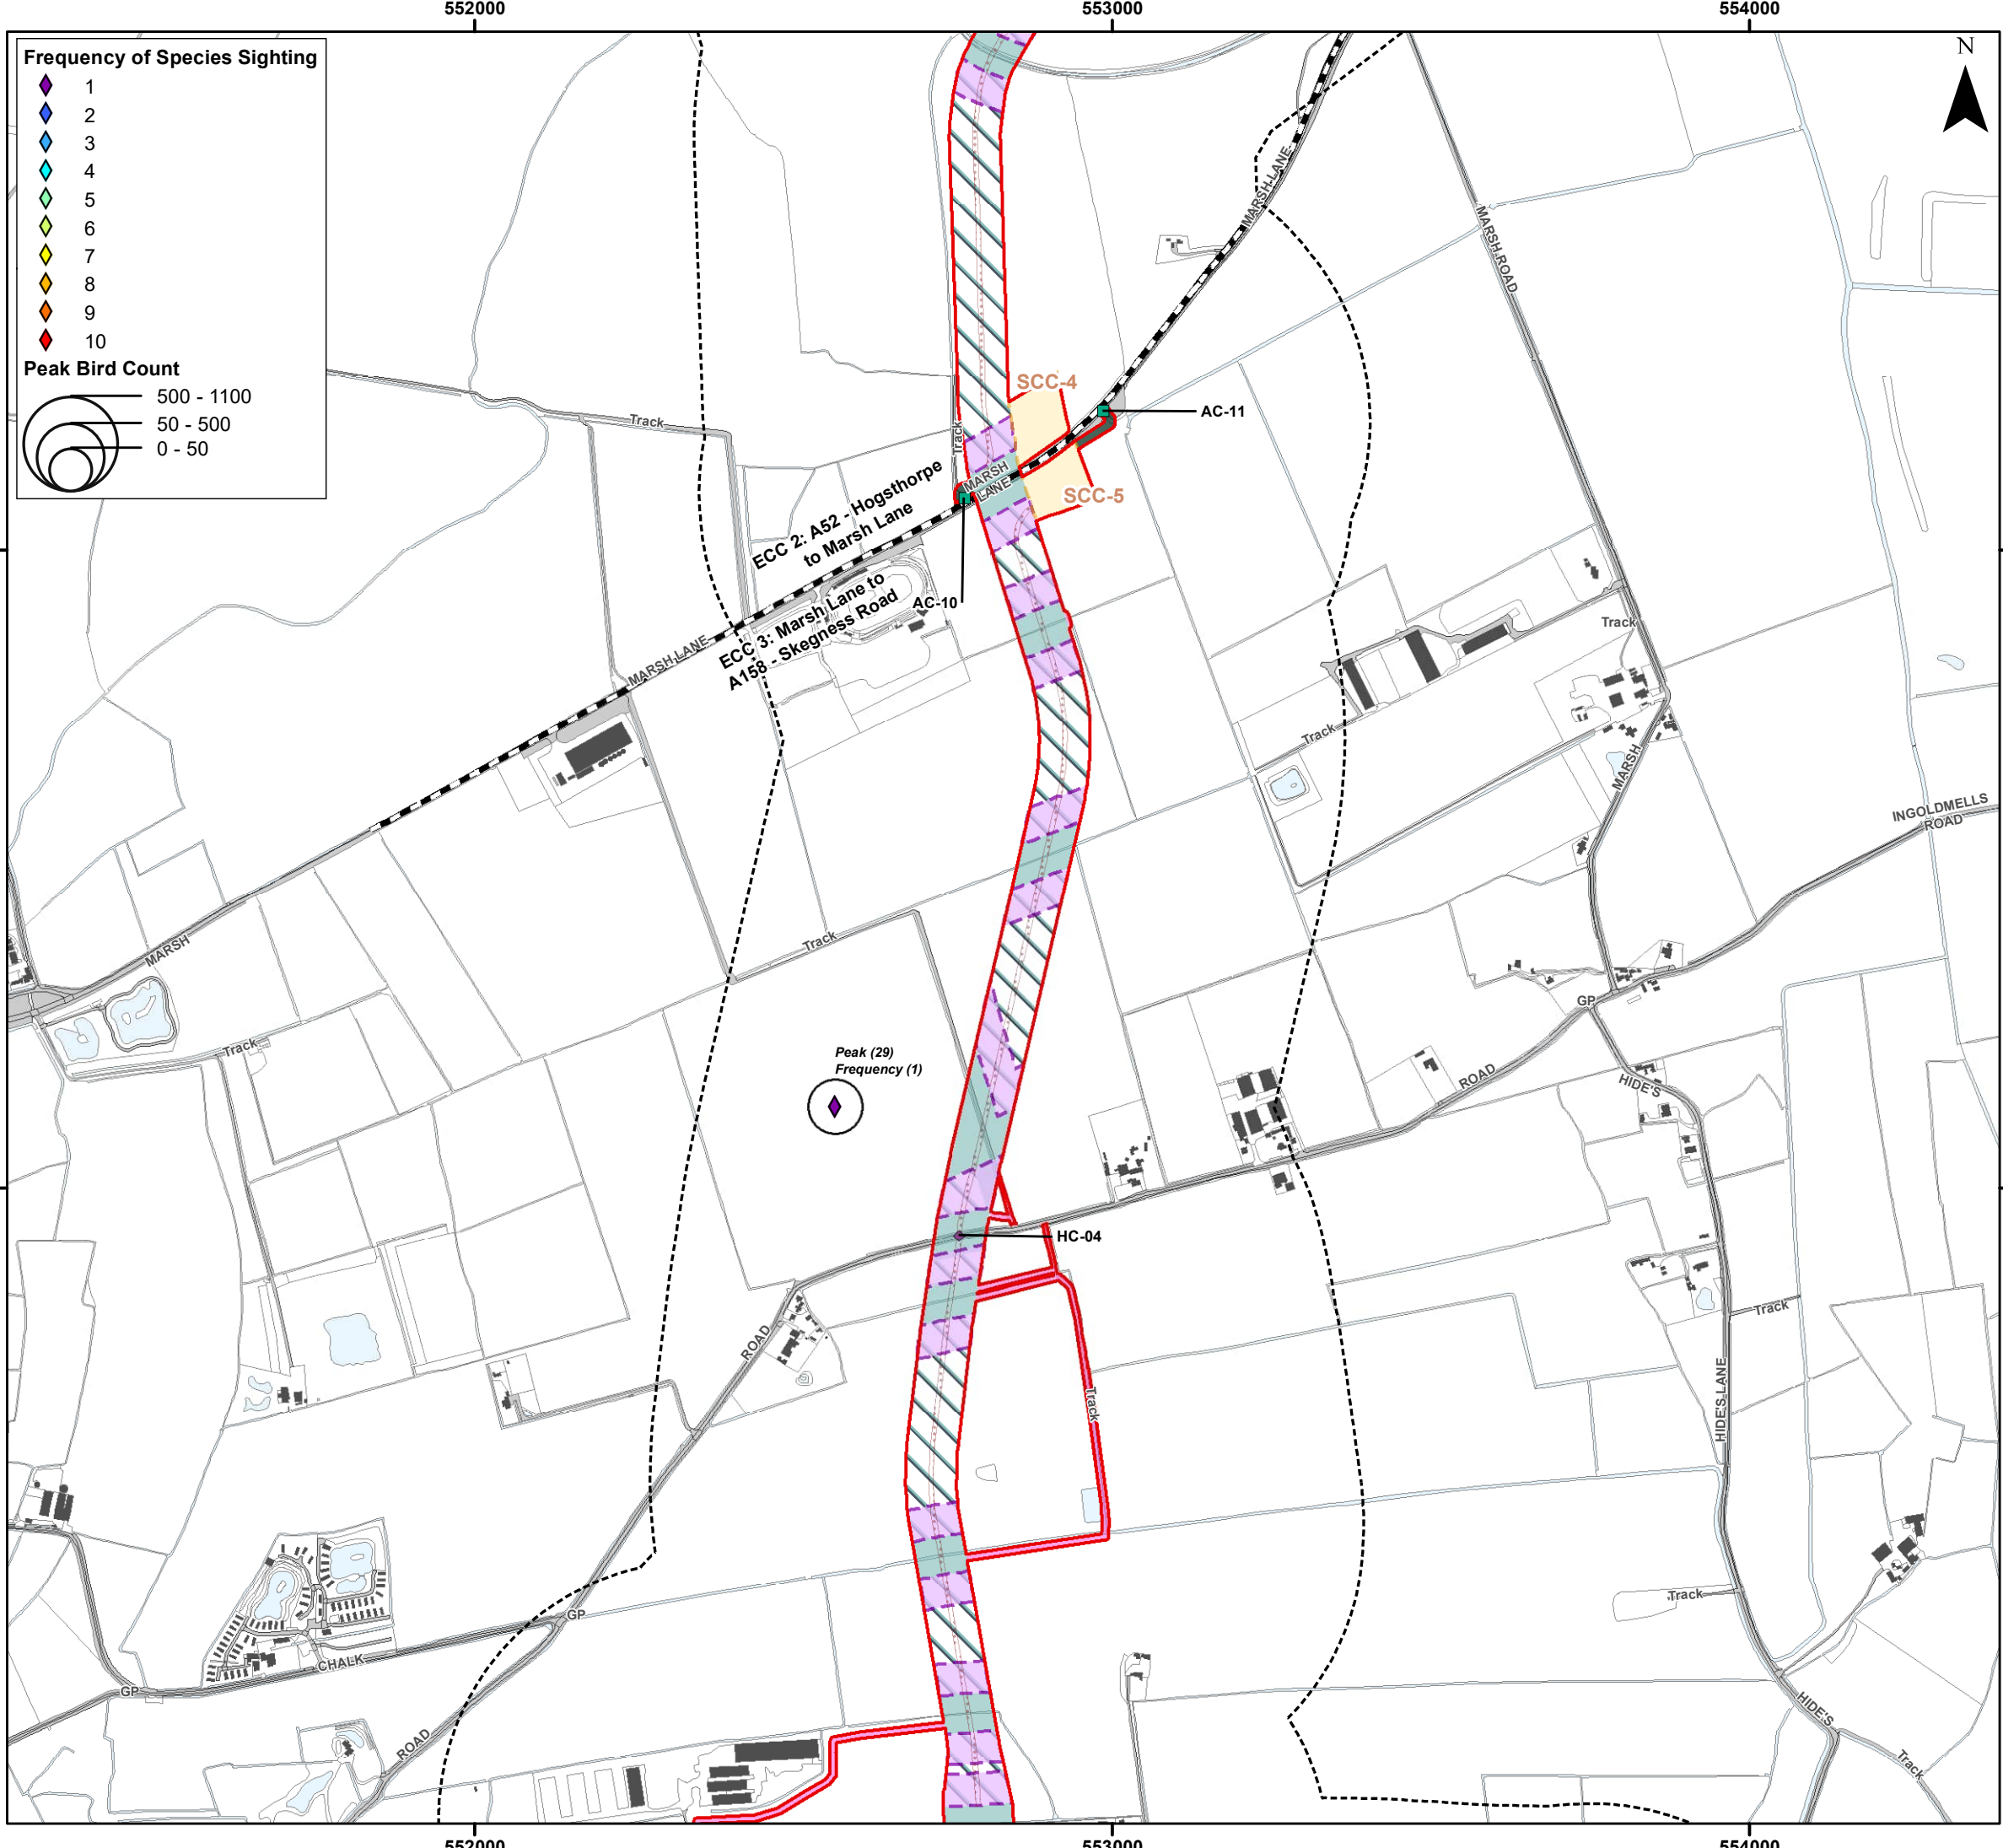 552000
553000
554000
N
Frequency of Species Sighting
1
2
3
4
5
6
7
8
9
10
Peak Bird Count
500 - 1100
50 - 500
0 - 50
MARSH LANE
MARSH ROAD
SCC-4
AC-11
Track
Track
MARSH
LANE
SCC-5
ECC 2: A52 - Hogsthorpe
to Marsh Lane
ECC 3: Marsh Lane to
A158 - Skegness Road
AC-10
MARSH LANE
Track
Track
MARSH
INGOLDMELLS
ROAD
MARSH
Track
Track
GP
Peak (29)
Frequency (1)
ROAD
HIDE'S
HC-04
Track
ROAD
Track
HIDE'S LANE
Track
GP
CHALK
GP
HIDE'S
ROAD
Track
552000
553000
554000